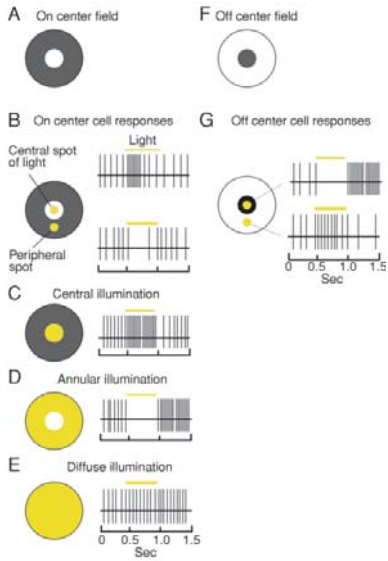 A On center field
B On center cell responses
Light
Central spot
of light
Peripheral
spot
C Central illumination
D Annular illumination
E Diffuse illumination
0 0.5 1.0 1.5
Sec
F Off center field
G Off center cell responses
0 0.5 1.0 1.5
Sec